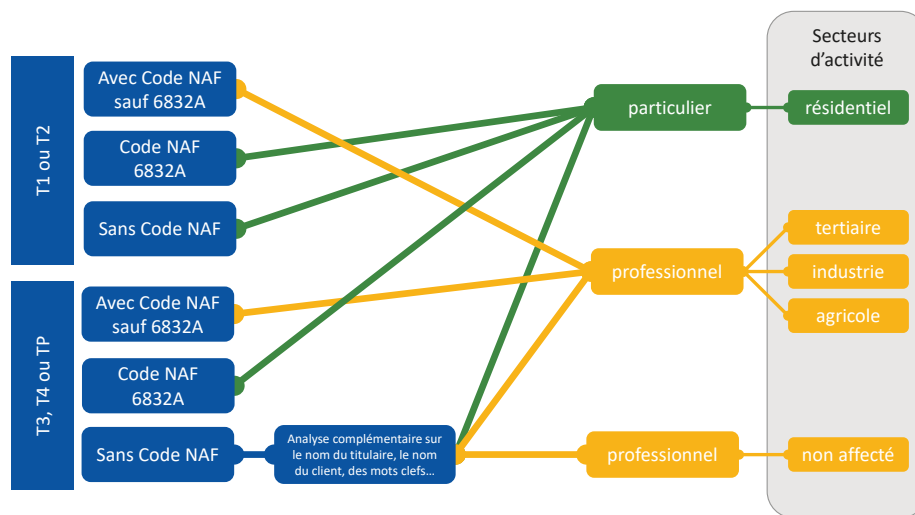 T1 ou T2
Avec Code NAF
sauf 6832A
Code NAF
6832A
Sans Code NAF
T3, T4 ou TP
Avec Code NAF
sauf 6832A
Code NAF
6832A
Sans Code NAF
Analyse complémentaire sur
le nom du titulaire, le nom
du client, des mots clefs…
particulier
professionnel
professionnel
Secteurs
d’activité
résidentiel
tertiaire
industrie
agricole
non affecté